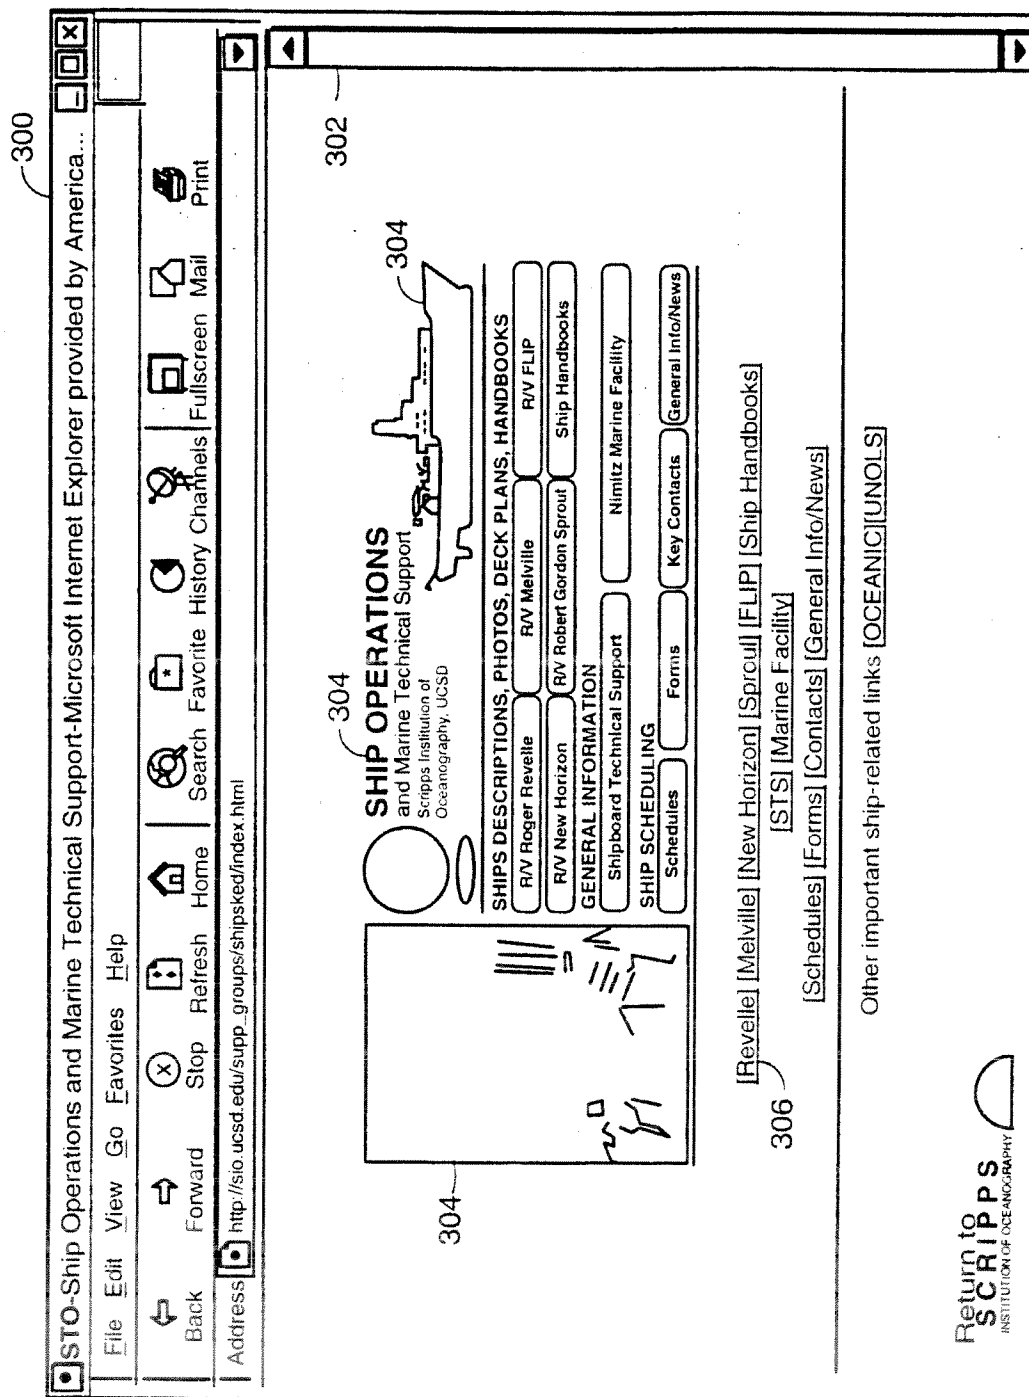 300
STO-Ship Operations and Marine Technical Support-Microsoft Internet Explorer provided by America...
File Edit View Go Favorites Help
Back Forward Stop Refresh Home Search Favorite History Channels Fullscreen Mail Print
Address http://sio.ucsd.edu/supp_groups/shipsked/index.html
302
304
304
304
SHIP OPERATIONS
and Marine Technical Support
Scripps Institution of
Oceanography, UCSD
SHIPS DESCRIPTIONS, PHOTOS, DECK PLANS, HANDBOOKS
R/V Roger Revelle R/V Melville R/V FLIP
R/V New Horizon R/V Robert Gordon Sprout Ship Handbooks
GENERAL INFORMATION
Shipboard Technical Support Nimitz Marine Facility
SHIP SCHEDULING
Schedules Forms Key Contacts General Info/News
[Revelle] [Melville] [New Horizon] [Sproul] [FLIP] [Ship Handbooks]
306
[STS] [Marine Facility]
[Schedules] [Forms] [Contacts] [General Info/News]
Other important ship-related links [OCEANIC][UNOLS]
Return to
SCRIPPS
INSTITUTION OF OCEANOGRAPHY